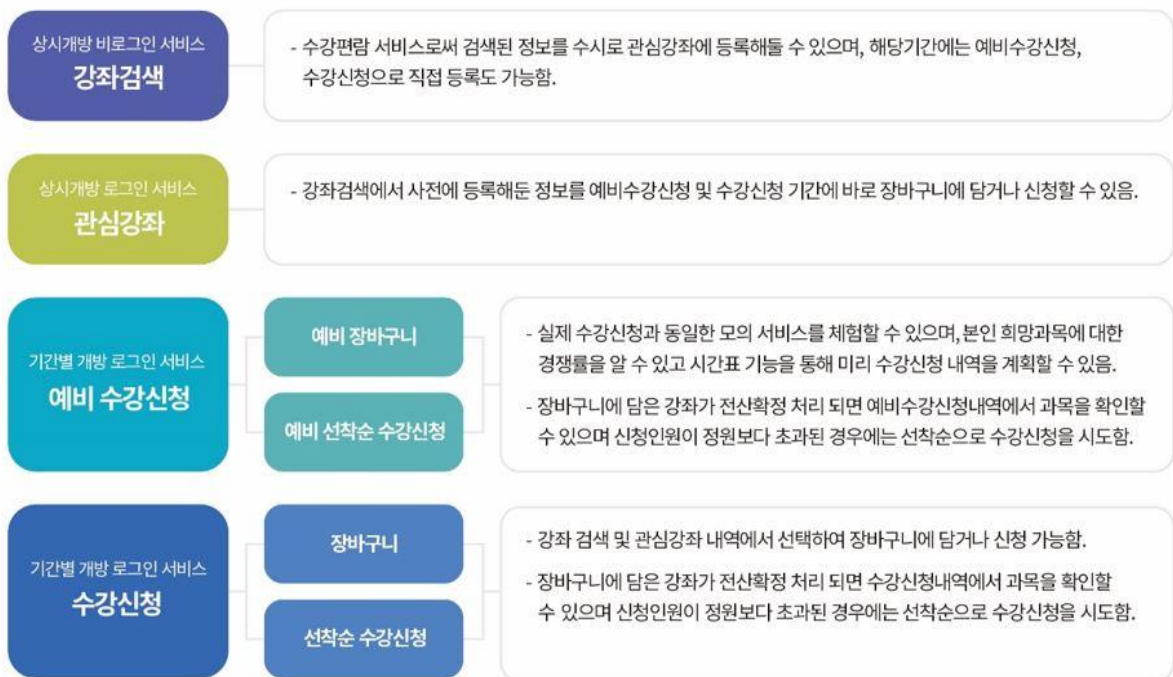 상시개방 비로그인 서비스
강좌검색
- 수강편람 서비스로써 검색된 정보를 수시로 관심강좌에 등록해둘 수 있으며, 해당기간에는 예비수강신청,
수강신청으로 직접 등록도 가능함.
상시개방 로그인 서비스
관심강좌
- 강좌검색에서 사전에 등록해둔 정보를 예비수강신청 및 수강신청 기간에 바로 장바구니에 담거나 신청할 수 있음.
기간별 개방 로그인 서비스
예비 수강신청
예비 장바구니
예비 선착순 수강신청
- 실제 수강신청과 동일한 모의 서비스를 체험할 수 있으며,본인 희망과목에 대한
경쟁률을 알 수 있고 시간표 기능을 통해 미리 수강신청 내역을 계획할 수 있음.
- 장바구니에 담은 강좌가 전산확정 처리 되면 예비수강신청내역에서 과목을 확인할
수 있으며 신청인원이 정원보다 초과된 경우에는 선착순으로 수강신청을 시도함.
기간별 개방 로그인 서비스
수강신청
장바구니
선착순 수강신청
- 강좌 검색 및 관심강좌 내역에서 선택하여 장바구니에 담거나 신청 가능함.
- 장바구니에 담은 강좌가 전산확정 처리 되면 수강신청내역에서 과목을 확인할
수 있으며 신청인원이 정원보다 초과된 경우에는 선착순으로 수강신청을 시도함.